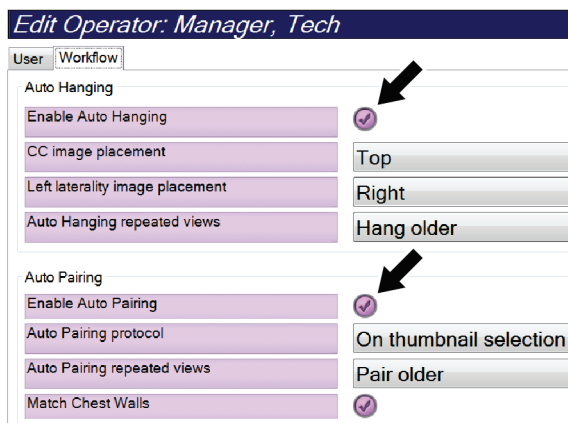 Edit Operator: Manager, Tech
User Workflow
Auto Hanging
Enable Auto Hanging
CC image placement Top
Left laterality image placement Right
Auto Hanging repeated views Hang older
Auto Pairing
Enable Auto Pairing
Auto Pairing protocol On thumbnail selection
Auto Pairing repeated views Pair older
Match Chest Walls